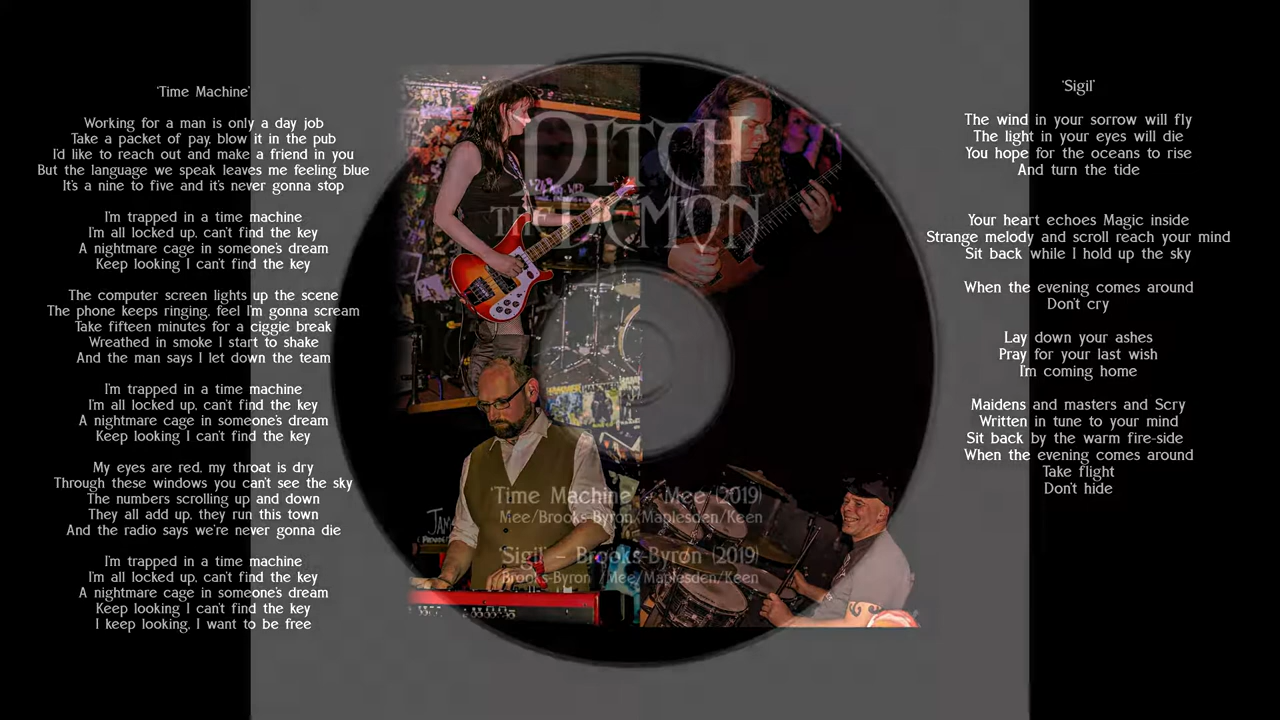 'Time Machine'
Working for a man is only a day job
Take a packet of pay, blow it in the pub
I'd like to reach out and make a friend in you
But the language we speak leaves me feeling blue
It's a nine to five and it's never gonna stop
I'm trapped in a time machine
I'm all locked up, can't find the key
A nightmare cage in someone's dream
Keep looking I can't find the key
The computer screen lights up the scene
The phone keeps ringing, feel I'm gonna scream
Take fifteen minutes for a ciggie break
Wreathed in smoke I start to shake
And the man says I let down the team
I'm trapped in a time machine
I'm all locked up, can't find the key
A nightmare cage in someone's dream
Keep looking I can't find the key
My eyes are red, my throat is dry
Through these windows you can't see the sky
The numbers scrolling up and down
They all add up, they run this town
And the radio says we're never gonna die
I'm trapped in a time machine
I'm all locked up, can't find the key
A nightmare cage in someone's dream
Keep looking I can't find the key
I keep looking, I want to be free
DITCH
THE DEMON
'Time Machine' - Mee (2019)
Mee/Brooks-Byron/Maplesden/Keen
'Sigil' – Brooks-Byron (2019)
Brooks-Byron /Mee/Maplesden/Keen
'Sigil'
The wind in your sorrow will fly
The light in your eyes will die
You hope for the oceans to rise
And turn the tide
Your heart echoes Magic inside
Strange melody and scroll reach your mind
Sit back while I hold up the sky
When the evening comes around
Don't cry
Lay down your ashes
Pray for your last wish
I'm coming home
Maidens and masters and Scry
Written in tune to your mind
Sit back by the warm fire-side
When the evening comes around
Take flight
Don't hide